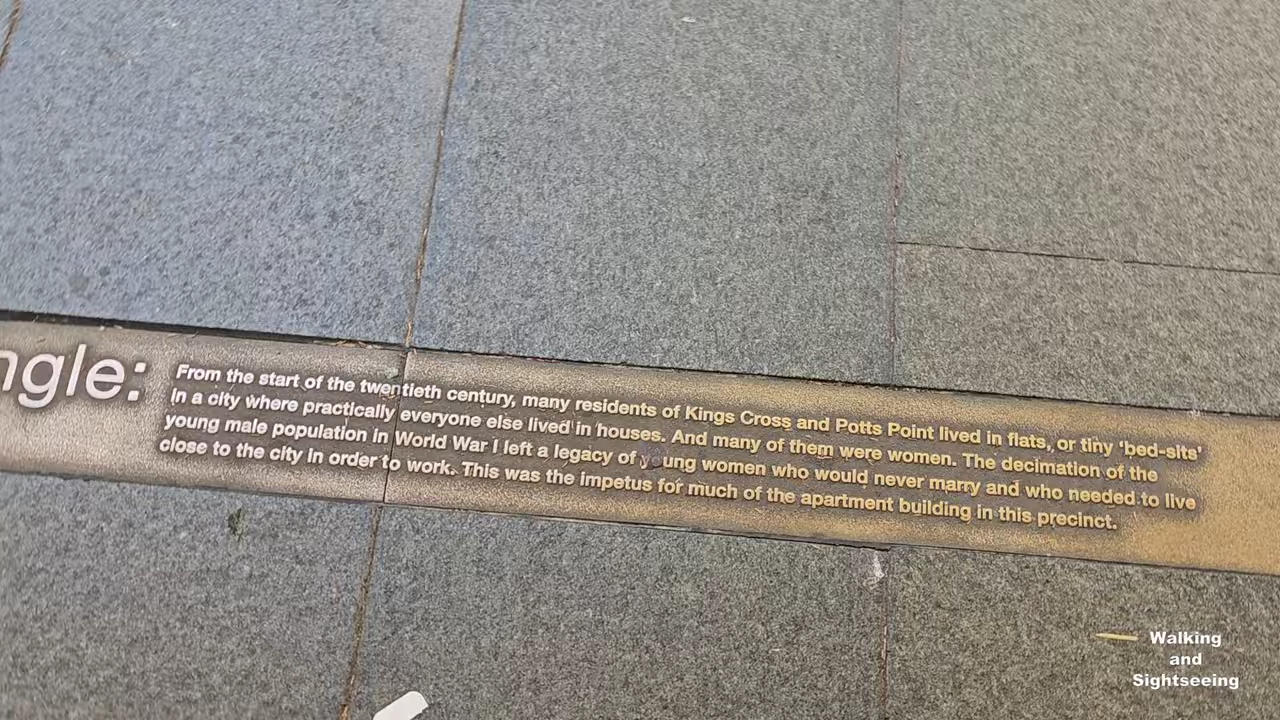 ngle:
From the start of the twentieth century, many residents of Kings Cross and Potts Point lived in flats, or tiny 'bed-sits'
in a city where practically everyone else lived in houses. And many of them were women. The decimation of the
young male population in World War I left a legacy of young women who would never marry and who needed to live
close to the city in order to work. This was the impetus for much of the apartment building in this precinct.
Walking
and
Sightseeing